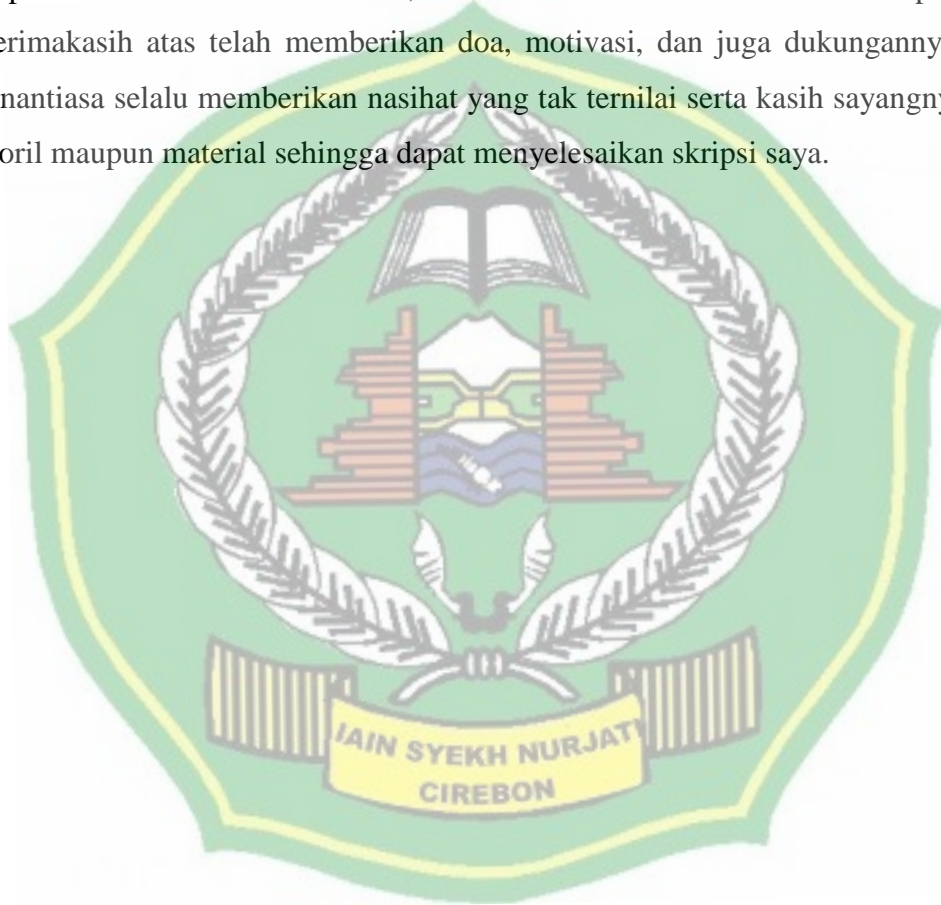 erimakasih atas telah memberikan doa, motivasi, dan juga dukunganny
nantiasa selalu memberikan nasihat yang tak ternilai serta kasih sayangny
oril maupun material sehingga dapat menyelesaikan skripsi saya.
IAIN SYEKH NURJATI
CIREBON